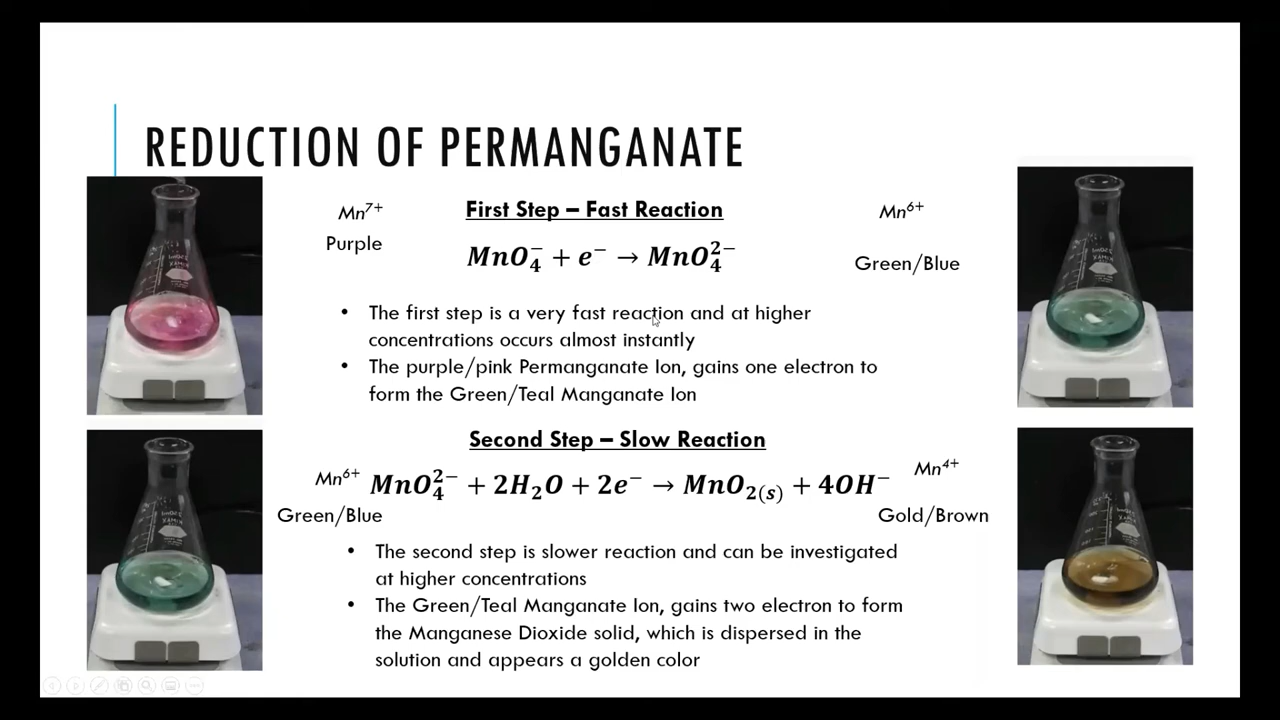 REDUCTION OF PERMANGANATE
Mn⁷⁺
First Step – Fast Reaction
Mn⁶⁺
Purple
MnO₄⁻ + e⁻ → MnO₄²⁻
Green/Blue
• The first step is a very fast reaction and at higher
concentrations occurs almost instantly
• The purple/pink Permanganate Ion, gains one electron to
form the Green/Teal Manganate Ion
Second Step – Slow Reaction
Mn⁶⁺
MnO₄²⁻ + 2H₂O + 2e⁻ → MnO₂₍ₛ₎ + 4OH⁻
Mn⁴⁺
Green/Blue
Gold/Brown
• The second step is slower reaction and can be investigated
at higher concentrations
• The Green/Teal Manganate Ion, gains two electron to form
the Manganese Dioxide solid, which is dispersed in the
solution and appears a golden color